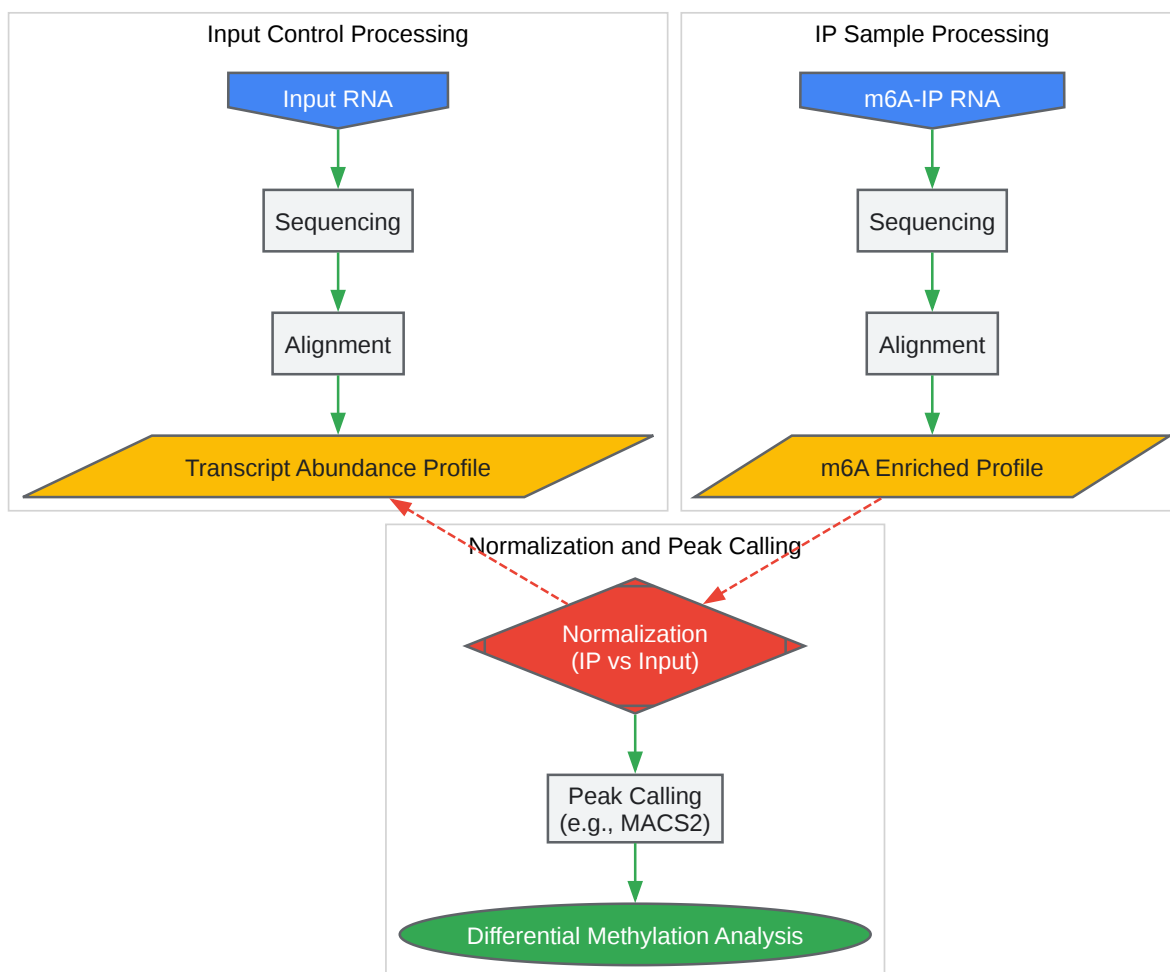 Input Control Processing
Input RNA
Sequencing
Alignment
Transcript Abundance Profile
IP Sample Processing
m6A-IP RNA
Sequencing
Alignment
m6A Enriched Profile
Normalization and Peak Calling
Normalization
(IP vs Input)
Peak Calling
(e.g., MACS2)
Differential Methylation Analysis